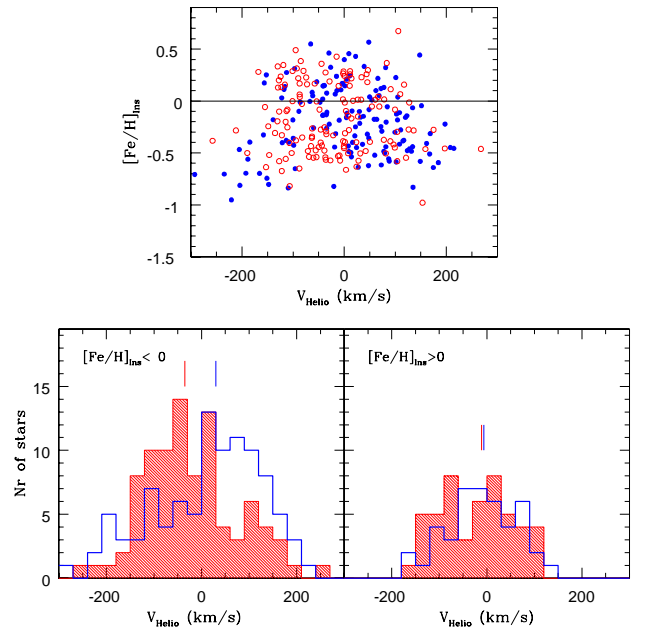 0.5
0
-0.5
-1
-1.5
[Fe/H]Ins
-200 0 200
VHelio (km/s)
[Fe/H]Ins< 0 [Fe/H]Ins>0
15
10
5
0
Nr of stars
-200 0 200 -200 0 200
VHelio (km/s) VHelio (km/s)